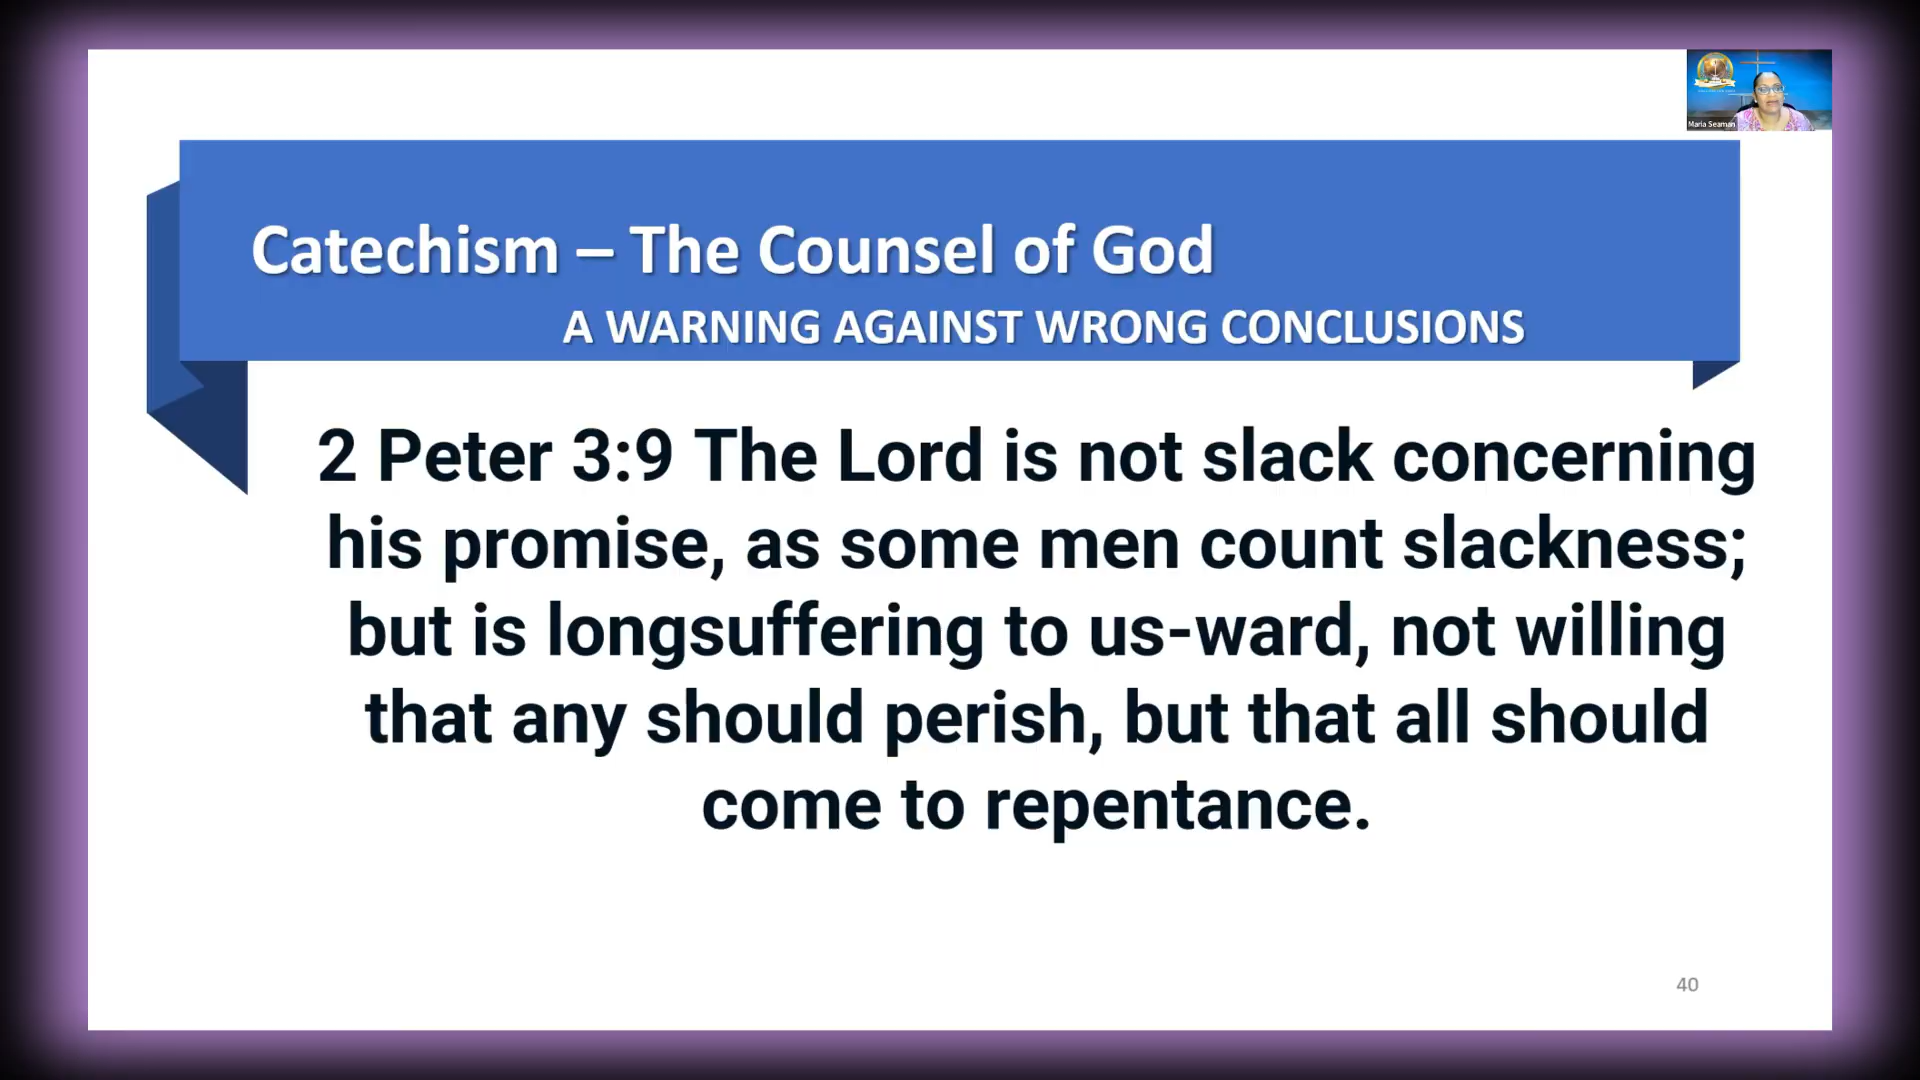 Maria Seaman
Catechism – The Counsel of God
A WARNING AGAINST WRONG CONCLUSIONS
2 Peter 3:9 The Lord is not slack concerning
his promise, as some men count slackness;
but is longsuffering to us-ward, not willing
that any should perish, but that all should
come to repentance.
40